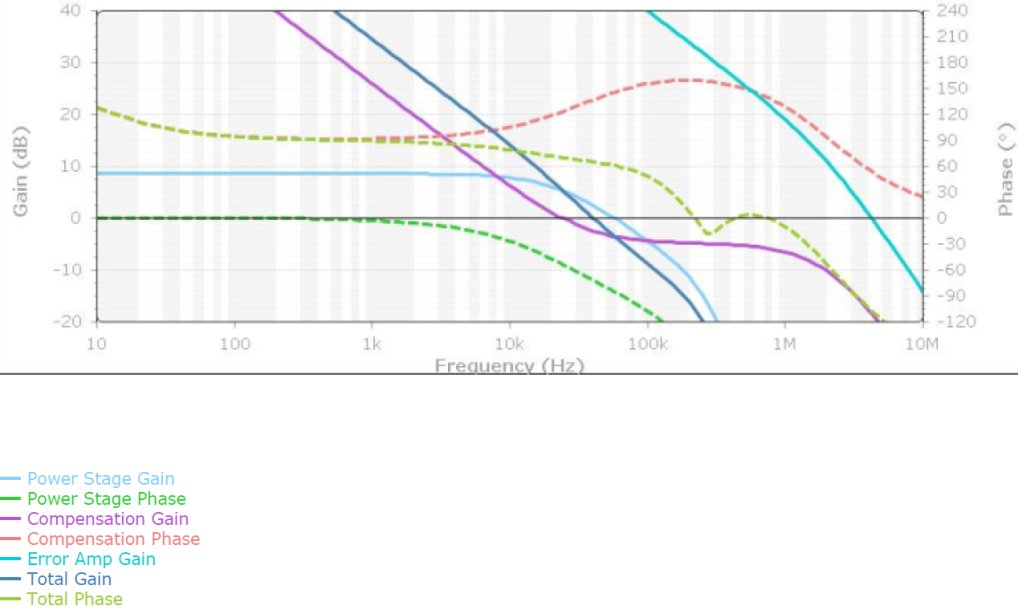 40
30
20
10
0
-10
-20
Gain (dB)
240
210
180
150
120
90
60
30
0
-30
-60
-90
-120
Phase (°)
10 100 1k 10k 100k 1M 10M
Frequency (Hz)
Power Stage Gain
Power Stage Phase
Compensation Gain
Compensation Phase
Error Amp Gain
Total Gain
Total Phase